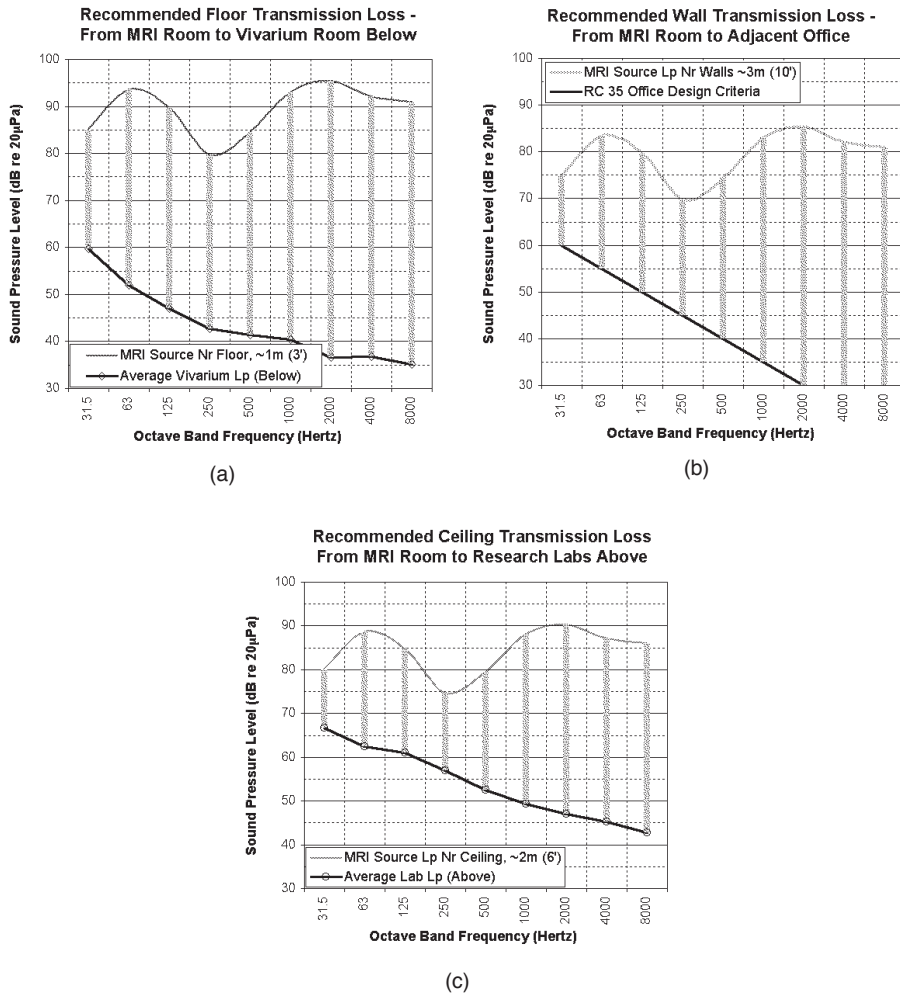 Recommended Floor Transmission Loss -
From MRI Room to Vivarium Room Below
100
90
80
70
60
50
40
30
Sound Pressure Level (dB re 20µPa)
MRI Source Nr Floor, ~1m (3')
Average Vivarium Lp (Below)
31.5
63
125
250
500
1000
2000
4000
8000
Octave Band Frequency (Hertz)
(a)
Recommended Wall Transmission Loss -
From MRI Room to Adjacent Office
100
90
80
70
60
50
40
30
Sound Pressure Level (dB re 20µPa)
MRI Source Lp Nr Walls ~3m (10')
RC 35 Office Design Criteria
31.5
63
125
250
500
1000
2000
4000
8000
Octave Band Frequency (Hertz)
(b)
Recommended Ceiling Transmission Loss
From MRI Room to Research Labs Above
100
90
80
70
60
50
40
30
Sound Pressure Level (dB re 20µPa)
MRI Source Lp Nr Ceiling, ~2m (6')
Average Lab Lp (Above)
31.5
63
125
250
500
1000
2000
4000
8000
Octave Band Frequency (Hertz)
(c)